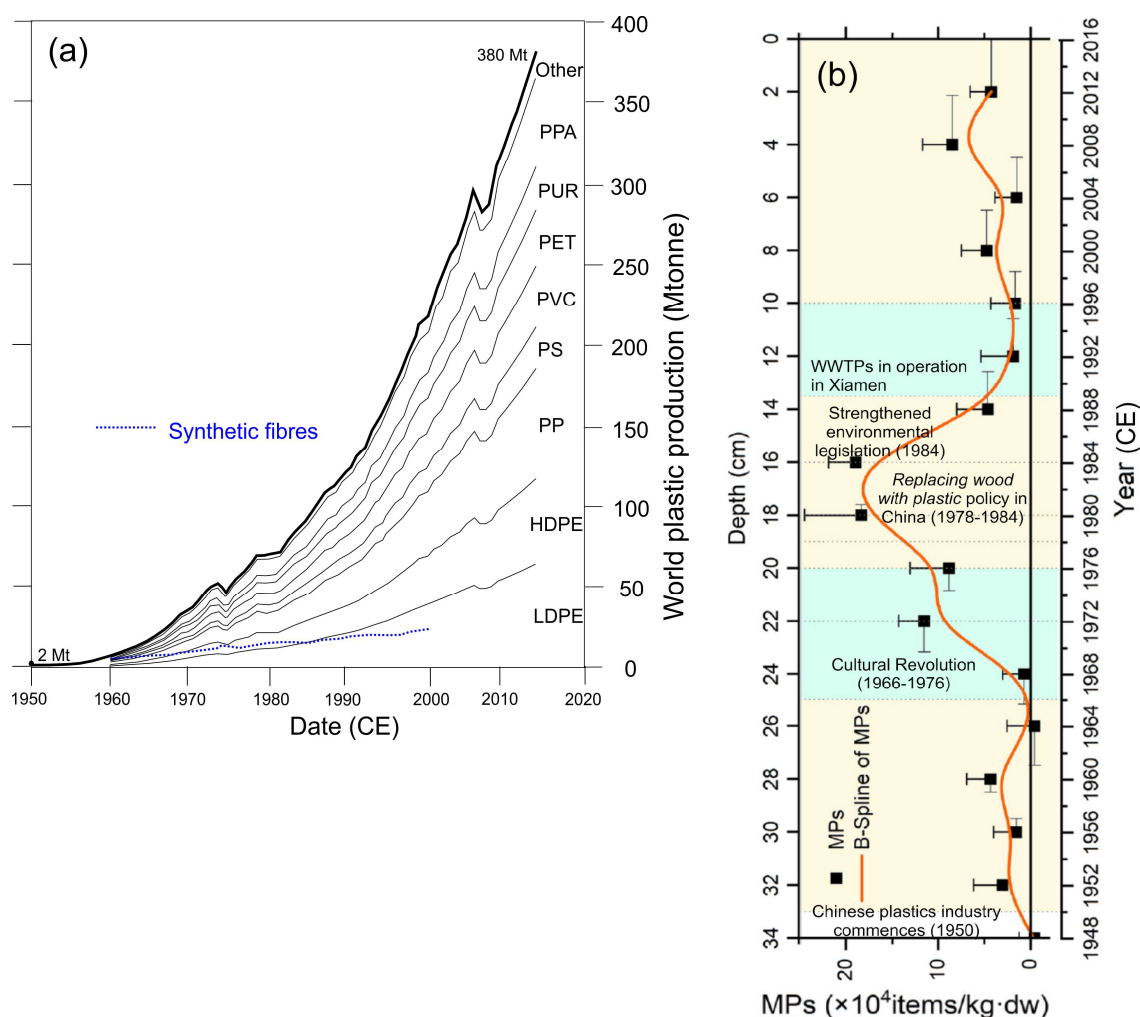 (a)
400
380 Mt
Other
350
PPA
300
PUR
PET
250
PVC
200
PS
Synthetic fibres
150
PP
100
HDPE
50
LDPE
2 Mt
0
1950
1960
1970
1980
1990
2000
2010
2020
Date (CE)
World plastic production (Mtonne)
(b)
0
2
4
6
8
10
12
14
16
18
20
22
24
26
28
30
32
34
Depth (cm)
WWTPs in operation
in Xiamen
Strengthened
environmental
legislation (1984)
Replacing wood
with plastic policy in
China (1978-1984)
Cultural Revolution
(1966-1976)
MPs
B-Spline of MPs
Chinese plastics industry
commences (1950)
2016
2012
2008
2004
2000
1996
1992
1988
1984
1980
1976
1972
1968
1964
1960
1956
1952
1948
Year (CE)
20
10
0
MPs (×10⁴items/kg·dw)